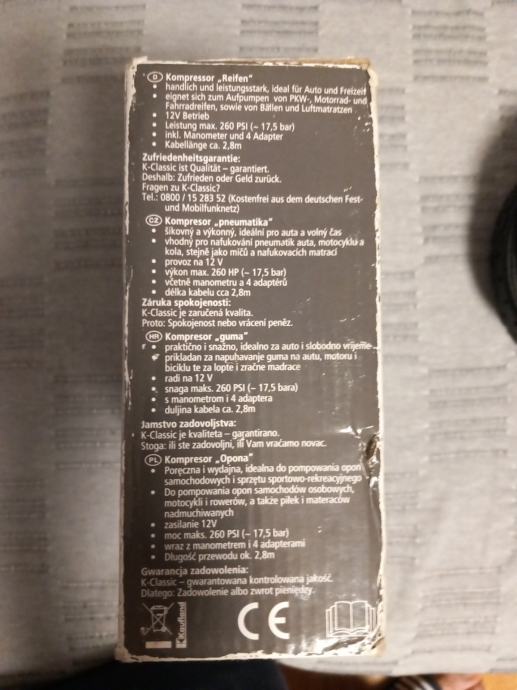 D Kompressor „Reifen"
• handlich und leistungsstark, ideal für Auto und Freizeit
• eignet sich zum Aufpumpen von PKW-, Motorrad- und
Fahrradreifen, sowie von Bällen und Luftmatratzen
• 12V Betrieb
• Leistung max. 260 PSI (~ 17,5 bar)
• inkl. Manometer und 4 Adapter
• Kabellänge ca. 2,8m
Zufriedenheitsgarantie:
K-Classic ist Qualität – garantiert.
Deshalb: Zufrieden oder Geld zurück.
Fragen zu K-Classic?
Tel.: 0800 / 15 283 52 (Kostenfrei aus dem deutschen Fest-
und Mobilfunknetz)
CZ Kompresor „pneumatika"
• šikovný a výkonný, ideální pro auta a volný čas
• vhodný pro nafukování pneumatik auta, motocyklu a
kola, stejně jako míčů a nafukovacích matrací
• provoz na 12 V
• výkon max. 260 HP (~ 17,5 bar)
• včetně manometru a 4 adaptérů
• délka kabelu cca 2,8m
Záruka spokojenosti:
K-Classic je zaručená kvalita.
Proto: Spokojenost nebo vrácení peněz.
HR Kompresor „guma"
• praktično i snažno, idealno za auto i slobodno vrijeme
• prikladan za napuhavanje guma na autu, motoru i
biciklu te za lopte i zračne madrace
• radi na 12 V
• snaga maks. 260 PSI (~ 17,5 bara)
• s manometrom i 4 adaptera
• duljina kabela ca. 2,8m
Jamstvo zadovoljstva:
K-Classic je kvaliteta – garantirano.
Stoga: ili ste zadovoljni, ili Vam vraćamo novac.
PL Kompresor „Opona"
• Poręczna i wydajna, idealna do pompowania opon
samochodowych i sprzętu sportowo-rekreacyjnego
• Do pompowania opon samochodów osobowych,
motocykli i rowerów, a także piłek i materaców
nadmuchiwanych
• zasilanie 12V
• moc maks. 260 PSI (~ 17,5 bar)
• wraz z manometrem i 4 adapterami
• Długość przewodu ok. 2,8m
Gwarancja zadowolenia:
K-Classic – gwarantowana kontrolowana jakość.
Dlatego: Zadowolenie albo zwrot pieniędzy.
Kaufland
CE